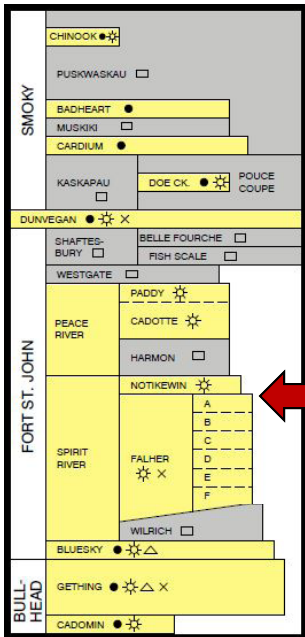 SMOKY
CHINOOK
PUSKWASKAU
BADHEART
MUSKIKI
CARDIUM
KASKAPAU
DOE CK.
POUCE
COUPE
DUNVEGAN
FORT ST. JOHN
SHAFTES-
BURY
BELLE FOURCHE
FISH SCALE
WESTGATE
PEACE
RIVER
PADDY
CADOTTE
HARMON
SPIRIT
RIVER
NOTIKEWIN
FALHER
A
B
C
D
E
F
WILRICH
BLUESKY
BULL-
HEAD
GETHING
CADOMIN